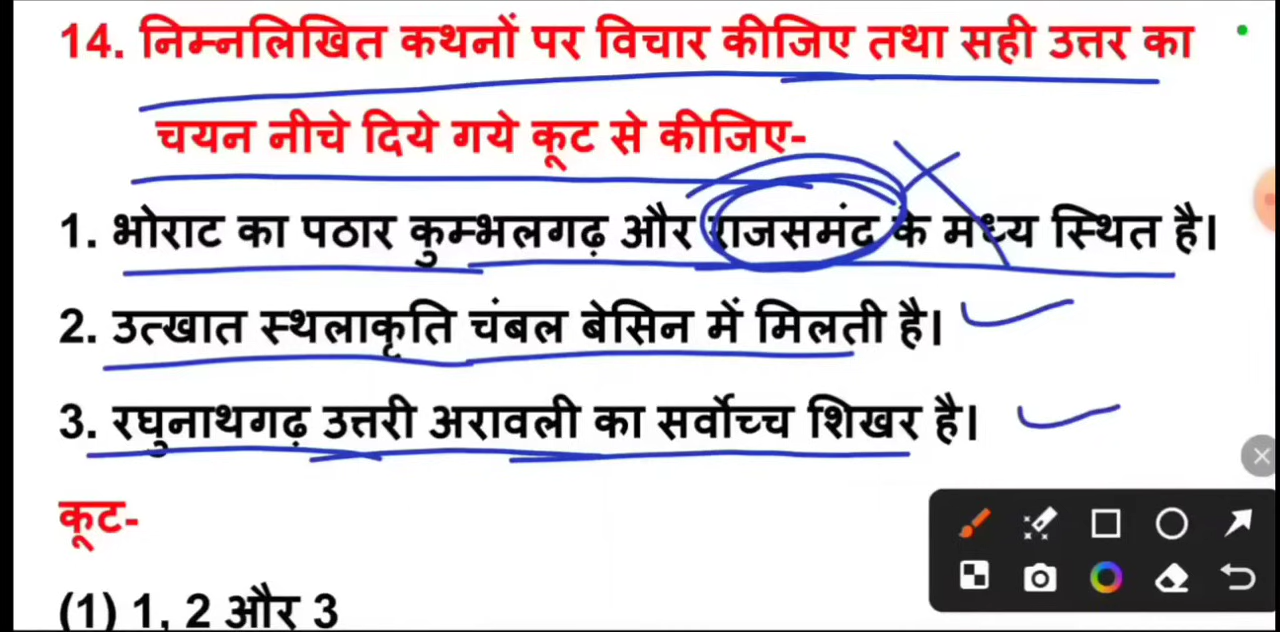 14. निम्नलिखित कथनों पर विचार कीजिए तथा सही उत्तर का
चयन नीचे दिये गये कूट से कीजिए-
1. भोराट का पठार कुम्भलगढ़ और राजसमंद के मध्य स्थित है।
2. उत्खात स्थलाकृति चंबल बेसिन में मिलती है।
3. रघुनाथगढ़ उत्तरी अरावली का सर्वोच्च शिखर है।
कूट-
(1) 1, 2 और 3